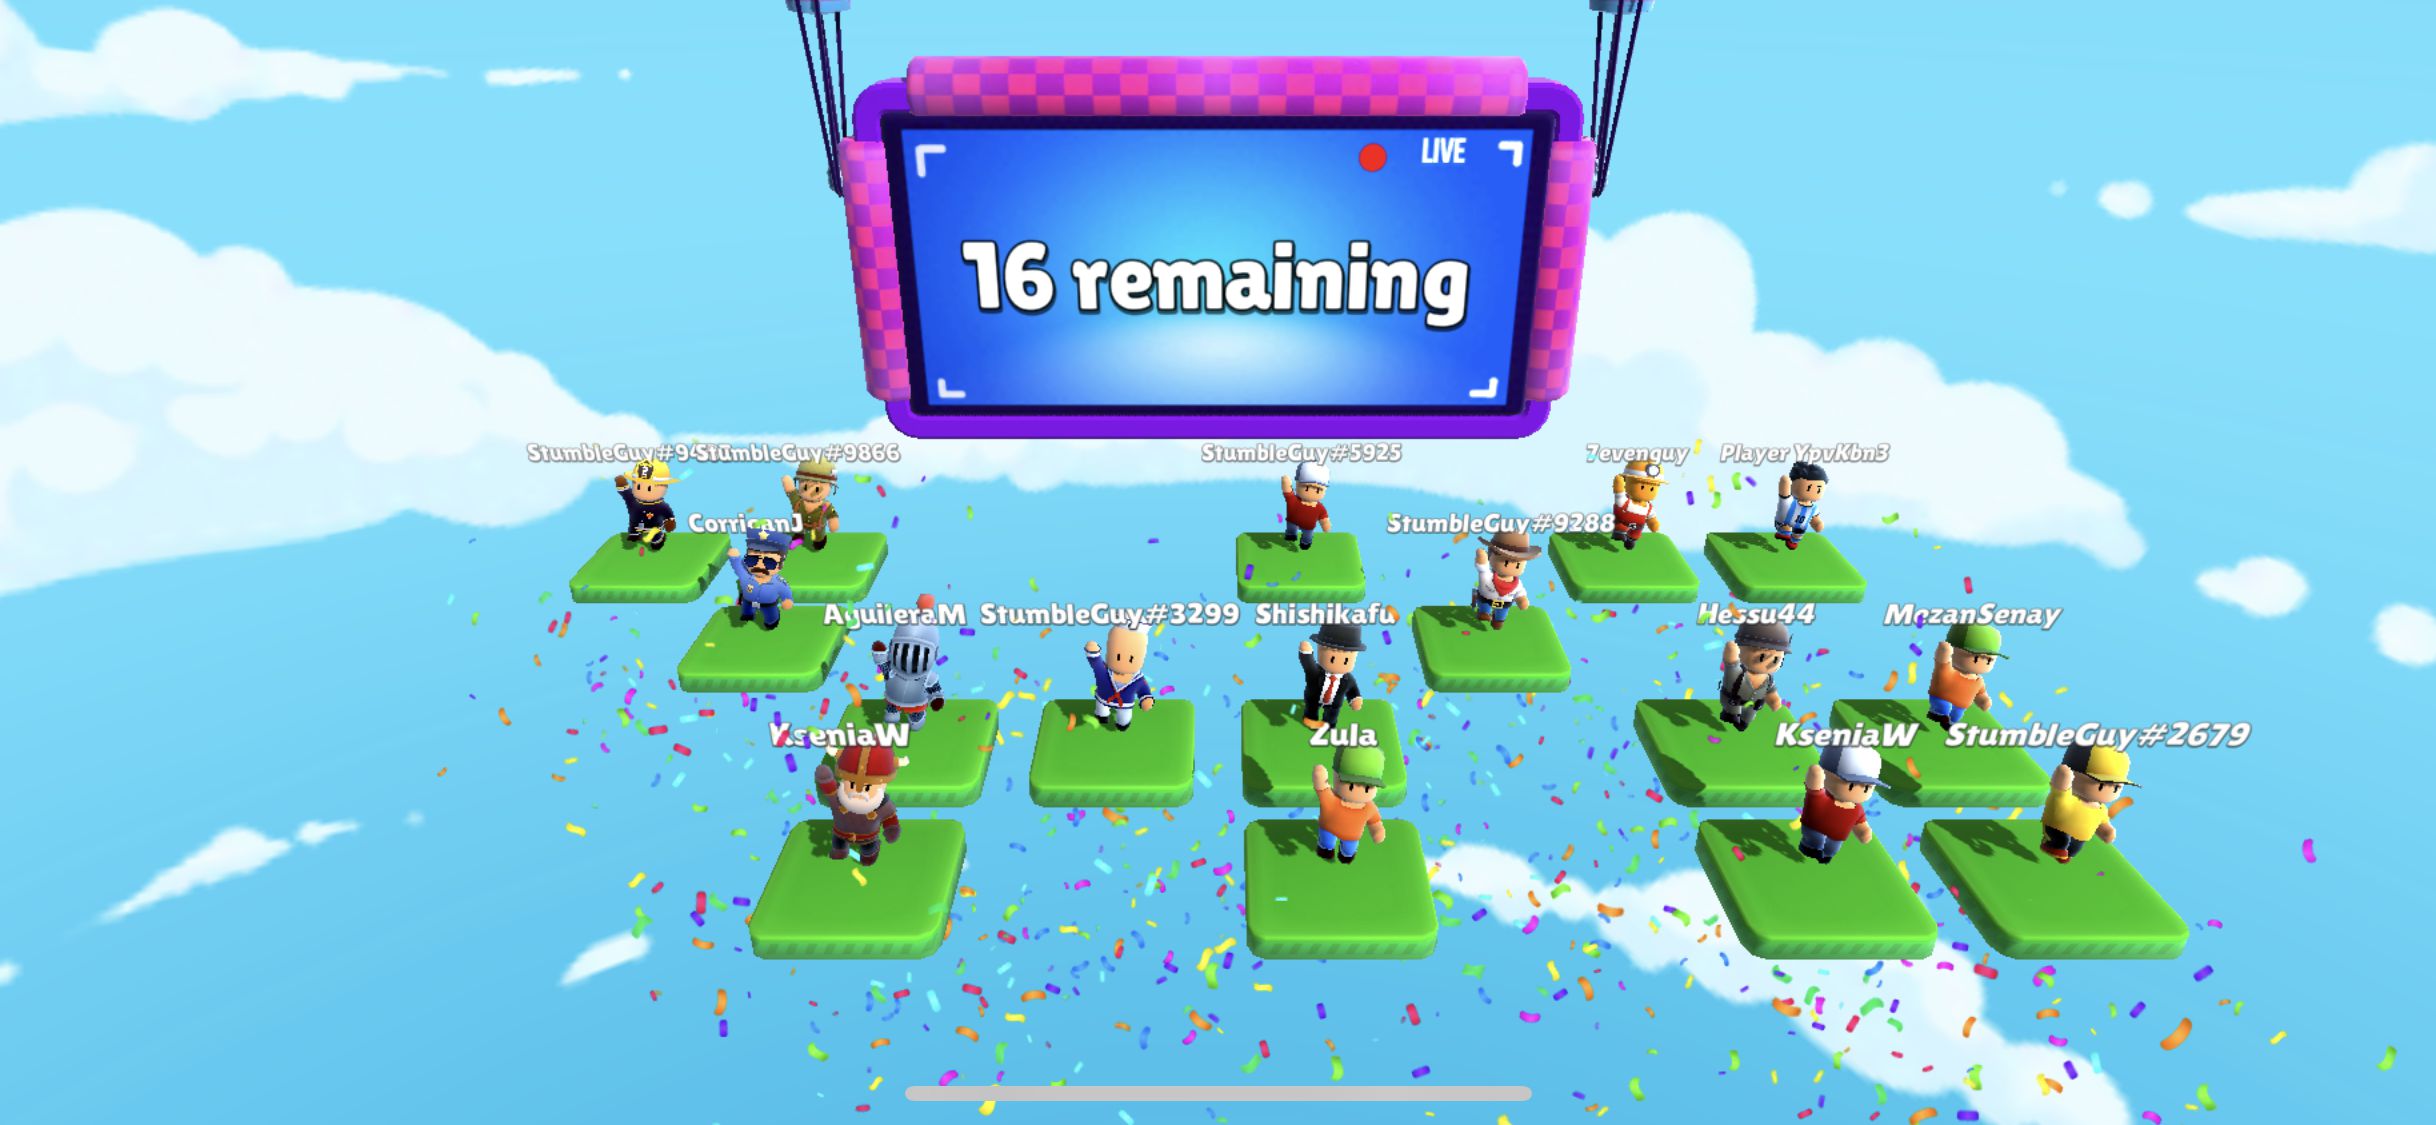 LIVE
16 remaining
StumbleGuy#9866
StumbleGuy#5925
7evenguy
Player YpvKbn3
CorriganJ
StumbleGuy#9288
AguileraM
StumbleGuy#3299
Shishikafu
Hessu44
MozanSenay
KseniaW
Zula
KseniaW
StumbleGuy#2679
10